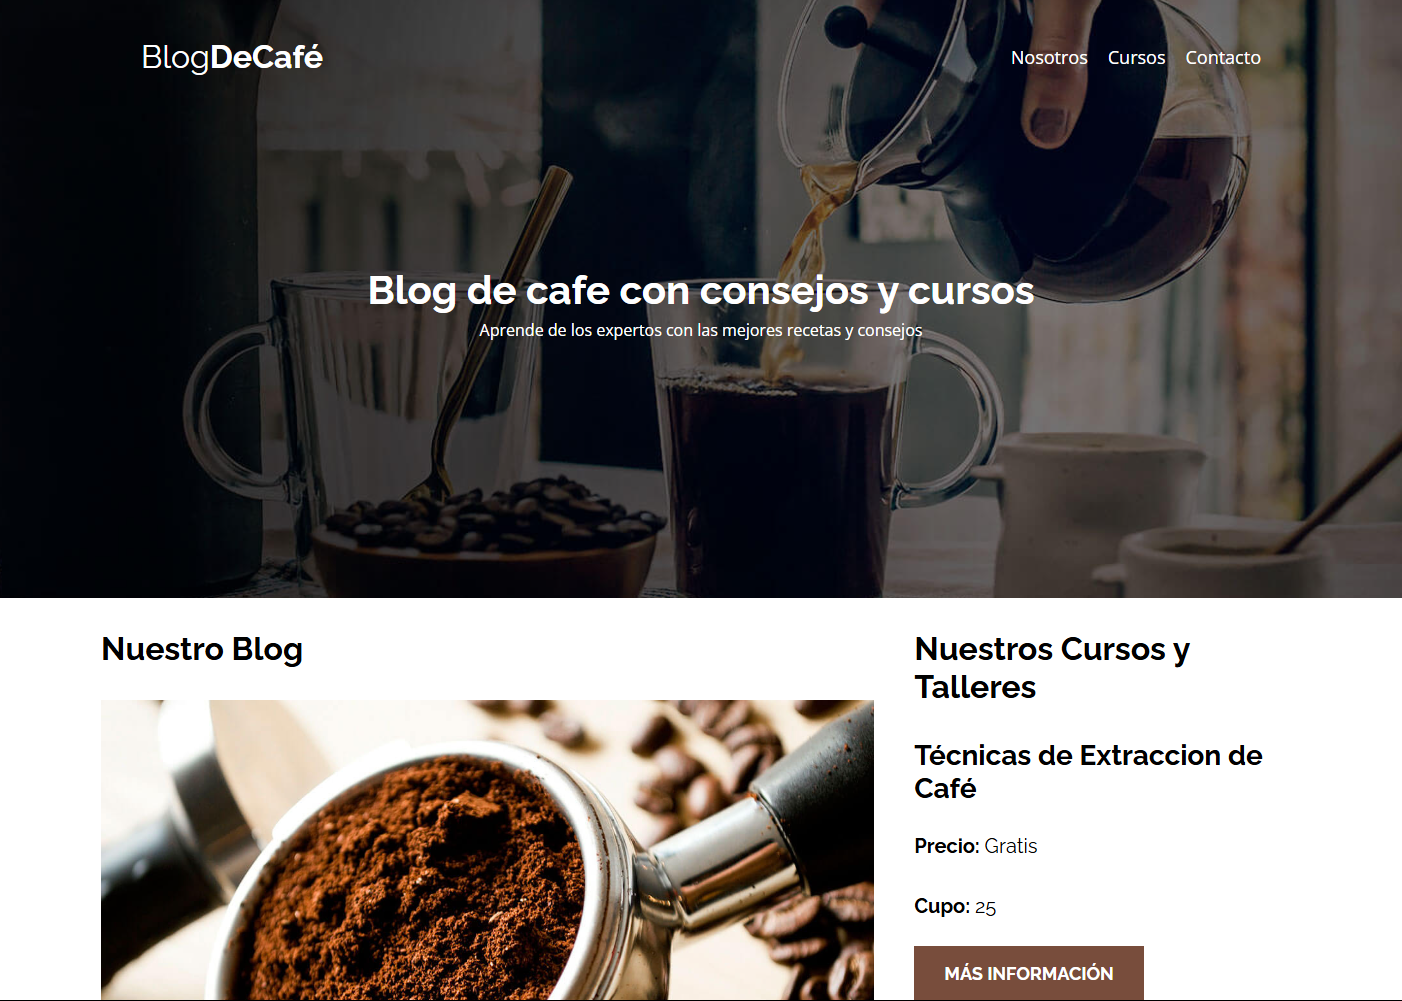 BlogDeCafé
Nosotros Cursos Contacto
Blog de cafe con consejos y cursos
Aprende de los expertos con las mejores recetas y consejos
Nuestro Blog
Nuestros Cursos y
Talleres
Técnicas de Extraccion de
Café
Precio: Gratis
Cupo: 25
MÁS INFORMACIÓN